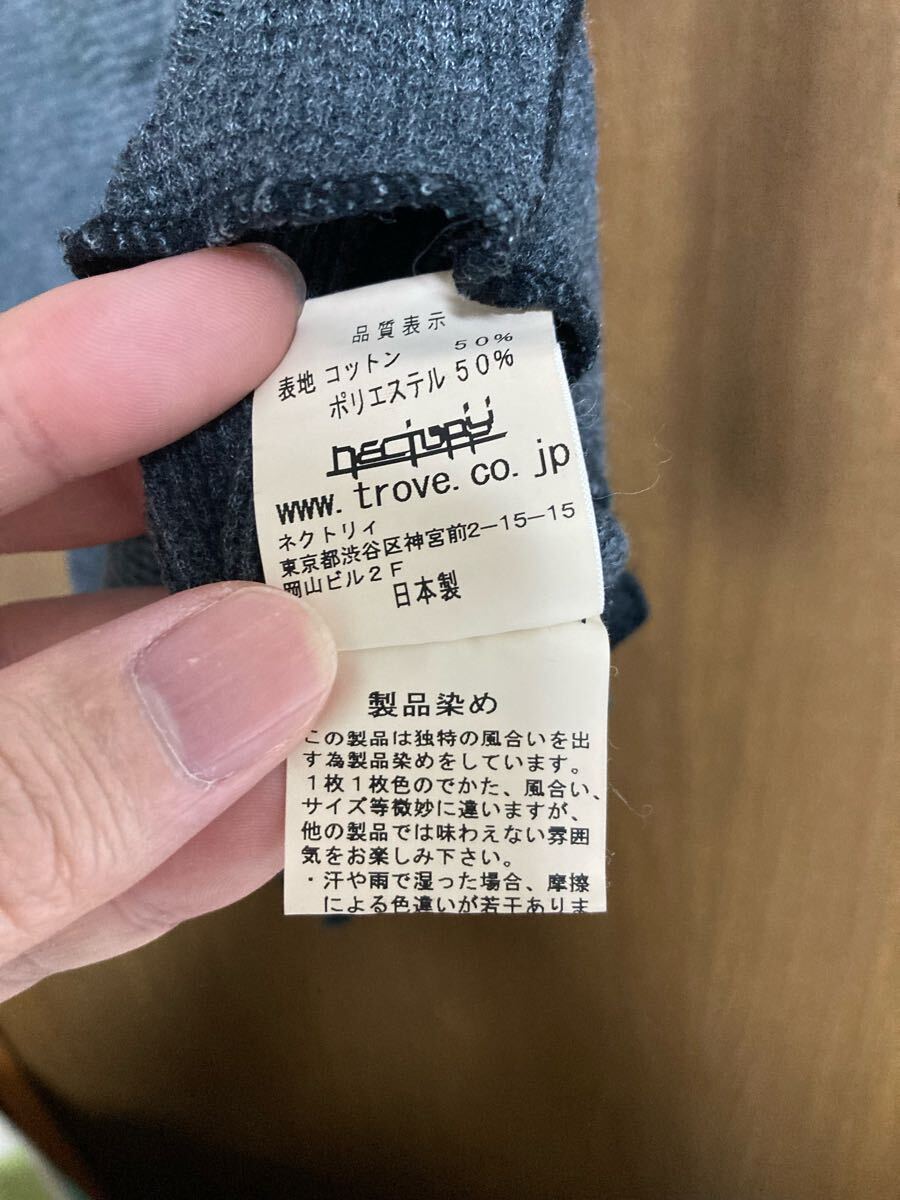 品質表示
表地 コットン 50%
ポリエステル 50%
www.trove.co.jp
ネクトリィ
東京都渋谷区神宮前2-15-15
岡山ビル2F
日本製
製品染め
この製品は独特の風合いを出
す為製品染めをしています。
1枚1枚色のでかた、風合い、
サイズ等微妙に違いますが、
他の製品では味わえない雰囲
気をお楽しみ下さい。
・汗や雨で湿った場合、摩擦
による色違いが若干ありま